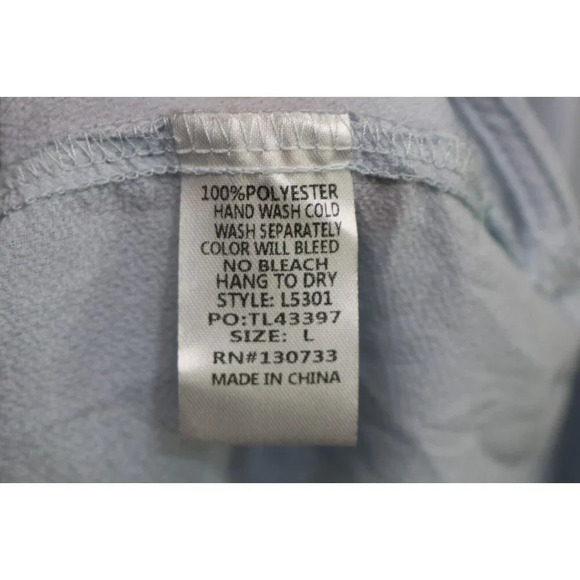 100%POLYESTER
HAND WASH COLD
WASH SEPARATELY
COLOR WILL BLEED
NO BLEACH
HANG TO DRY
STYLE: L5301
PO:TL43397
SIZE: L
RN#130733
MADE IN CHINA